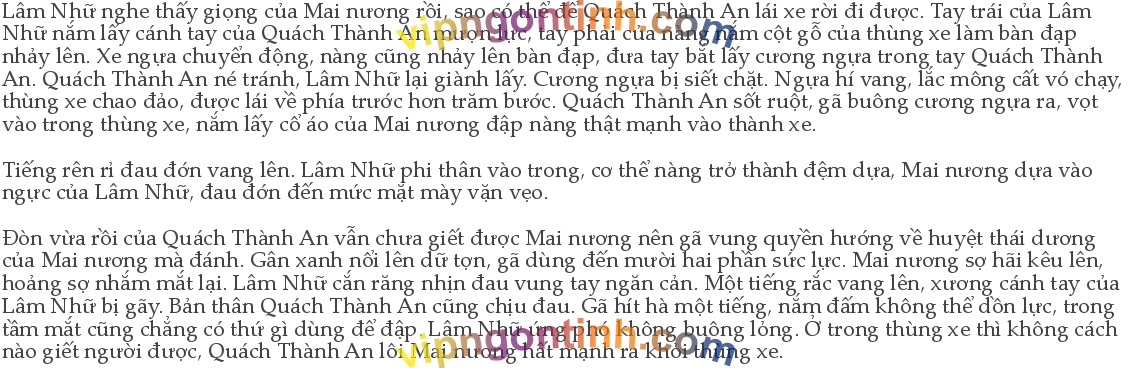 Lâm Nhữ nghe thấy giọng của Mai nương rồi, sao có thể để Quách Thành An lái xe rời đi được. Tay trái của Lâm
Nhữ nắm lấy cánh tay của Quách Thành An mượn lực, tay phải của nàng nắm cột gỗ của thùng xe làm bàn đạp
nhảy lên. Xe ngựa chuyển động, nàng cũng nhảy lên bàn đạp, đưa tay bắt lấy cương ngựa trong tay Quách Thành
An. Quách Thành An né tránh, Lâm Nhữ lại giành lấy. Cương ngựa bị siết chặt. Ngựa hí vang, lắc mông cất vó chạy,
thùng xe chao đảo, được lái về phía trước hơn trăm bước. Quách Thành An sốt ruột, gã buông cương ngựa ra, vọt
vào trong thùng xe, nắm lấy cổ áo của Mai nương đập nàng thật mạnh vào thành xe.
Tiếng rên rỉ đau đớn vang lên. Lâm Nhữ phi thân vào trong, cơ thể nàng trở thành đệm dựa, Mai nương dựa vào
ngực của Lâm Nhữ, đau đớn đến mức mặt mày vặn vẹo.
Đòn vừa rồi của Quách Thành An vẫn chưa giết được Mai nương nên gã vung quyền hướng về huyệt thái dương
của Mai nương mà đánh. Gân xanh nổi lên dữ tợn, gã dùng đến mười hai phần sức lực. Mai nương sợ hãi kêu lên,
hoảng sợ nhắm mắt lại. Lâm Nhữ cắn răng nhịn đau vung tay ngăn cản. Một tiếng rắc vang lên, xương cánh tay của
Lâm Nhữ bị gãy. Bản thân Quách Thành An cũng chịu đau. Gã hít hà một tiếng, nắm đấm không thể dồn lực, trong
tầm mắt cũng chẳng có thứ gì dùng để đập. Lâm Nhữ ứng phó không buông lỏng. Ở trong thùng xe thì không cách
nào giết người được, Quách Thành An lôi Mai nương hất mạnh ra khỏi thùng xe.
vipngontinh.com
vipngontinh.com